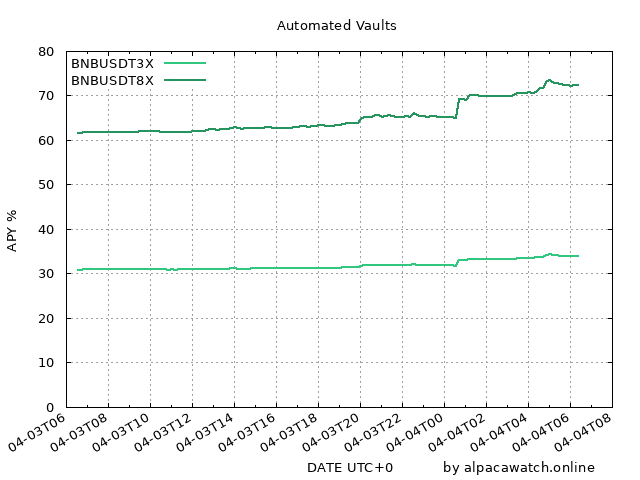 Automated Vaults
BNBUSDT3X
BNBUSDT8X
80
70
60
50
40
30
20
10
0
APY %
04-03T06
04-03T08
04-03T10
04-03T12
04-03T14
04-03T16
04-03T18
04-03T20
04-03T22
04-04T00
04-04T02
04-04T04
04-04T06
04-04T08
DATE UTC+0
by alpacawatch.online